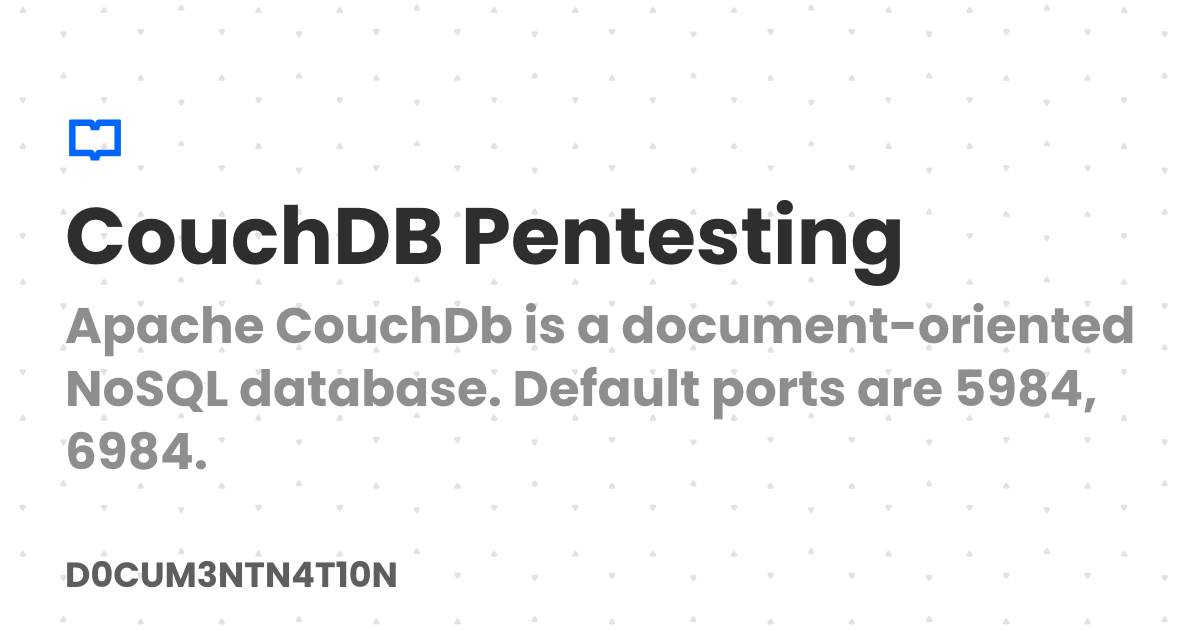 CouchDB Pentesting
Apache CouchDb is a document-oriented
NoSQL database. Default ports are 5984,
6984.
D0CUM3NTN4T10N